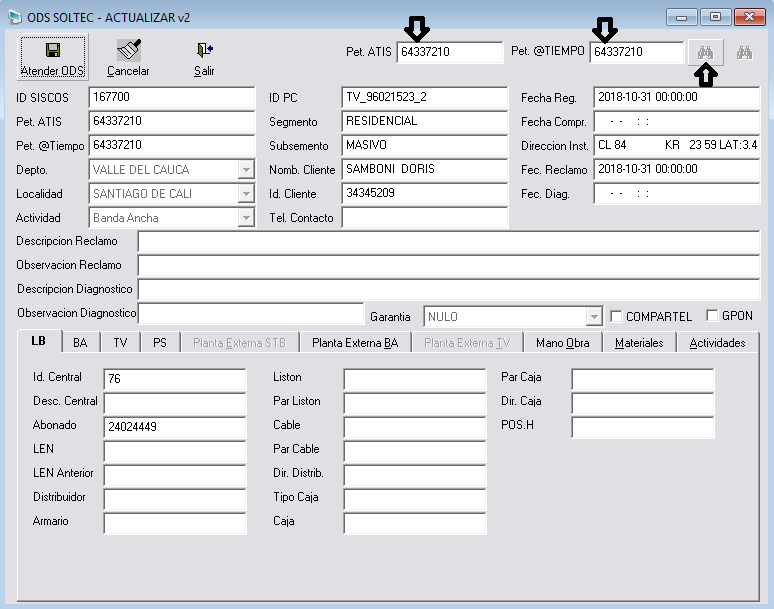 ODS SOLTEC - ACTUALIZAR v2
Atender ODS Cancelar Salir Pet. ATIS 64337210 Pet. @TIEMPO 64337210
ID SISCOS 167700 ID PC TV_96021523_2 Fecha Reg. 2018-10-31 00:00:00
Pet. ATIS 64337210 Segmento RESIDENCIAL Fecha Compr. - - : :
Pet. @Tiempo 64337210 Subsemento MASIVO Direccion Inst. CL 84 KR 23 59 LAT:3.4
Depto. VALLE DEL CAUCA Nomb. Cliente SAMBONI DORIS Fec. Reclamo 2018-10-31 00:00:00
Localidad SANTIAGO DE CALI Id. Cliente 34345209 Fec. Diag. - - : :
Actividad Banda Ancha Tel. Contacto
Descripcion Reclamo
Observacion Reclamo
Descripcion Diagnostico
Observacion Diagnostico Garantia NULO COMPARTEL GPON
LB BA TV PS Planta Externa STB Planta Externa BA Planta Externa TV Mano Obra Materiales Actividades
Id. Central 76 Liston Par Caja
Desc. Central Par Liston Dir. Caja
Abonado 24024449 Cable POS.H
LEN Par Cable
LEN Anterior Dir. Distrib.
Distribuidor Tipo Caja
Armario Caja